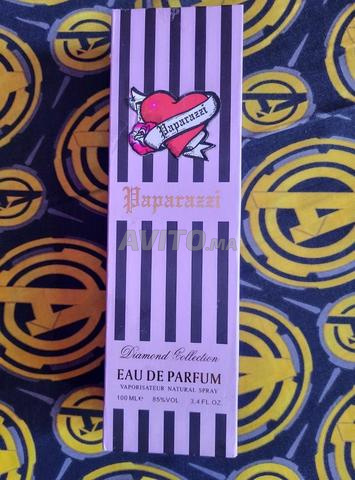 Paparazzi
Paparazzi
AVITO.ma
Diamond Collection
EAU DE PARFUM
VAPORISATEUR NATURAL SPRAY
100 ML℮ 85%VOL 3.4 FL. OZ.